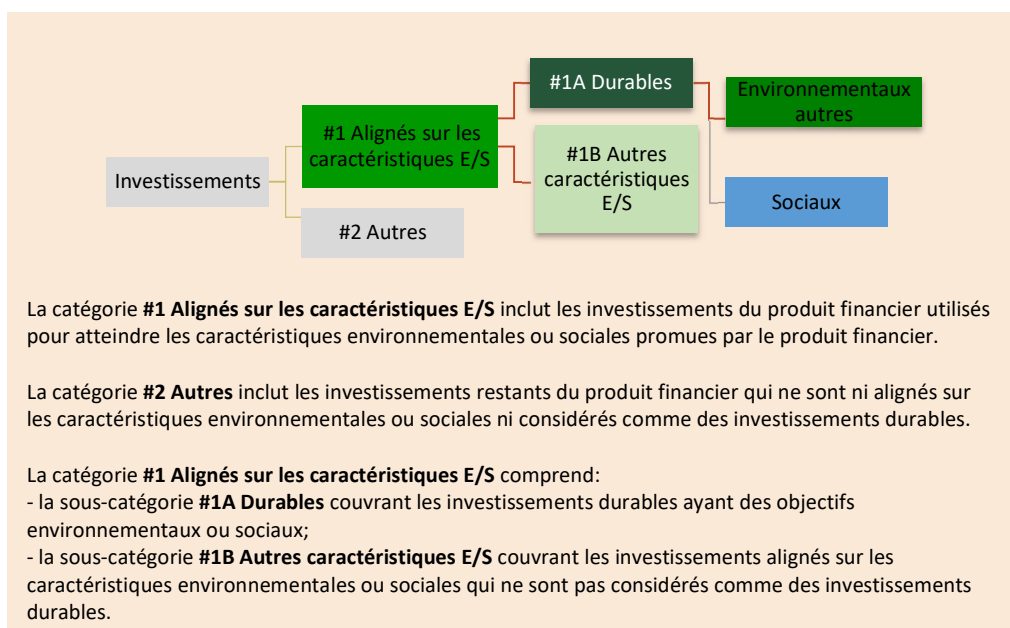 #1A Durables
Environnementaux
autres
#1 Alignés sur les
caractéristiques E/S
#1B Autres
caractéristiques
E/S
Investissements
Sociaux
#2 Autres
La catégorie #1 Alignés sur les caractéristiques E/S inclut les investissements du produit financier utilisés
pour atteindre les caractéristiques environnementales ou sociales promues par le produit financier.
La catégorie #2 Autres inclut les investissements restants du produit financier qui ne sont ni alignés sur
les caractéristiques environnementales ou sociales ni considérés comme des investissements durables.
La catégorie #1 Alignés sur les caractéristiques E/S comprend:
- la sous-catégorie #1A Durables couvrant les investissements durables ayant des objectifs
environnementaux ou sociaux;
- la sous-catégorie #1B Autres caractéristiques E/S couvrant les investissements alignés sur les
caractéristiques environnementales ou sociales qui ne sont pas considérés comme des investissements
durables.